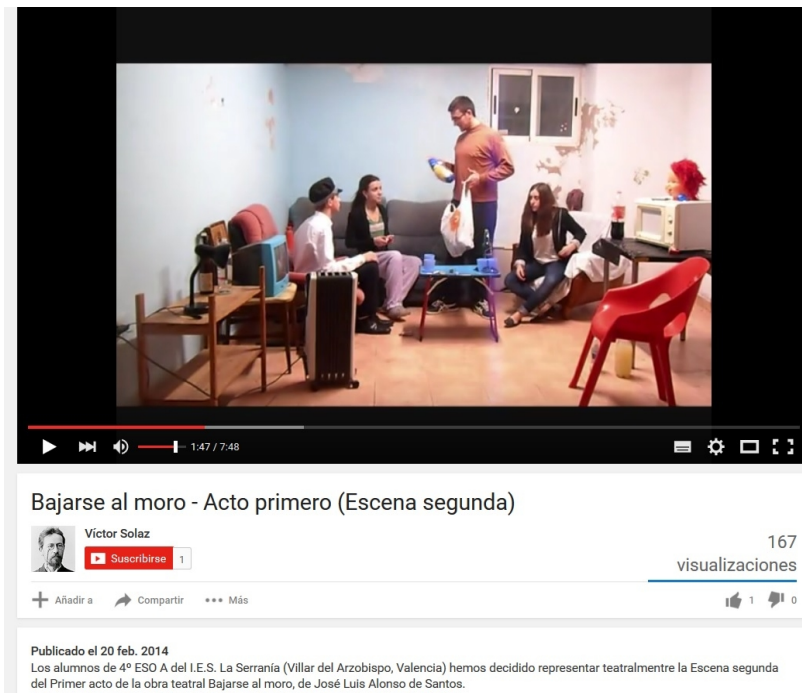 1:47 / 7:48
Bajarse al moro - Acto primero (Escena segunda)
Víctor Solaz
Suscribirse 1
167
visualizaciones
Añadir a Compartir Más
1 0
Publicado el 20 feb. 2014
Los alumnos de 4º ESO A del I.E.S. La Serranía (Villar del Arzobispo, Valencia) hemos decidido representar teatralmentre la Escena segunda
del Primer acto de la obra teatral Bajarse al moro, de José Luis Alonso de Santos.